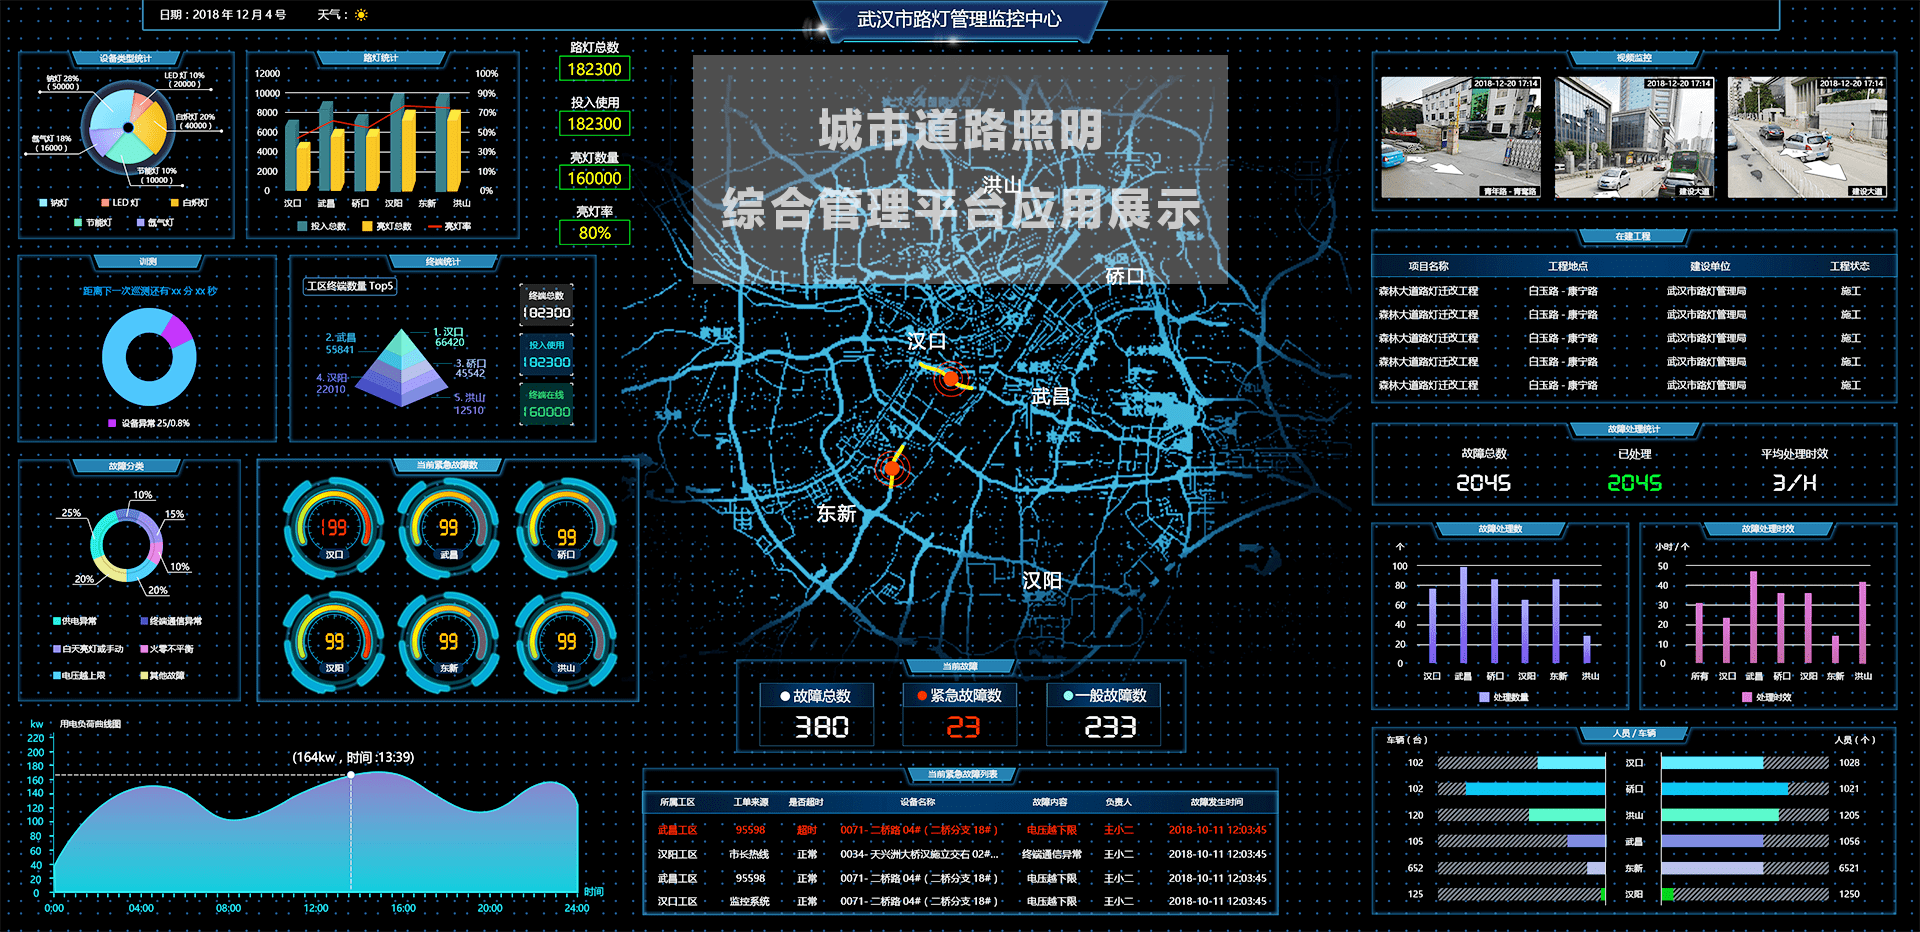 日期：2018 年 12 月 4 号
天气：
武汉市路灯管理监控中心
设备类型统计
钠灯 28%
( 50000 )
LED 灯 10%
( 20000 )
白炽灯 20%
( 40000 )
氙气灯 18%
( 16000 )
节能灯 10%
( 10000 )
钠灯
LED 灯
白炽灯
节能灯
氙气灯
路灯统计
12000
10000
8000
6000
4000
2000
0
100%
90%
70%
50%
30%
10%
0%
汉口 武昌 硚口 汉阳 东新 洪山
投入总数 亮灯总数 亮灯率
路灯总数
182300
投入使用
182300
亮灯数量
160000
亮灯率
80%
城市道路照明
综合管理平台应用展示
洪山
硚口
汉口
武昌
东新
汉阳
视频监控
2018-12-20 17:14
2018-12-20 17:14
2018-12-20 17:14
建设大道
建设大道
在建工程
项目名称 工程地点 建设单位 工程状态
森林大道路灯迁改工程 白玉路 - 康宁路 武汉市路灯管理局 施工
森林大道路灯迁改工程 白玉路 - 康宁路 武汉市路灯管理局 施工
森林大道路灯迁改工程 白玉路 - 康宁路 武汉市路灯管理局 施工
森林大道路灯迁改工程 白玉路 - 康宁路 武汉市路灯管理局 施工
森林大道路灯迁改工程 白玉路 - 康宁路 武汉市路灯管理局 施工
训测
距离下一次巡测还有 xx 分 xx 秒
设备异常 25/0.8%
终端统计
工区终端数量 Top5
1. 汉口
66420
2. 武昌
55841
3. 硚口
45542
4. 汉阳
22010
5. 洪山
12510
终端总数
182300
投入使用
182300
终端在线
160000
故障处理统计
故障总数 已处理 平均处理时效
2045 2045 3/H
故障分类
10%
15%
10%
20%
20%
25%
供电异常
终端通信异常
白天亮灯或手动
火零不平衡
电压越上限
其他故障
当前紧急故障数
199
汉口
99
武昌
99
硚口
99
汉阳
99
东新
99
洪山
故障处理数
个
100
80
60
40
20
0
汉口 武昌 硚口 汉阳 东新 洪山
处理数量
故障处理时效
小时 / 个
50
40
30
20
10
0
所有 汉口 武昌 硚口 汉阳 东新 洪山
处理时效
当前故障
故障总数
380
紧急故障数
23
一般故障数
233
kw 用电负荷曲线图
220
200
180
160
140
120
100
80
60
40
20
0
(164kw，时间 :13:39)
0:00 04:00 08:00 12:00 16:00 20:00 24:00
时间
当前紧急故障列表
所属工区 工单来源 是否超时 设备名称 故障内容 负责人 故障发生时间
武昌工区 95598 超时 0071- 二桥路 04# ( 二桥分支 18# ) 电压越下限 王小二 2018-10-11 12:03:45
汉阳工区 市长热线 正常 0034- 天兴洲大桥汉施立交右 02#... 终端通信异常 王小二 2018-10-11 12:03:45
武昌工区 95598 正常 0071- 二桥路 04# ( 二桥分支 18# ) 电压越下限 王小二 2018-10-11 12:03:45
汉口工区 监控系统 正常 0071- 二桥路 04# ( 二桥分支 18# ) 电压越下限 王小二 2018-10-11 12:03:45
人员 / 车辆
车辆 ( 台 )
人员 ( 个 )
102 汉口 1028
102 硚口 1021
120 洪山 1205
105 武昌 1056
652 东新 6521
125 汉阳 1250